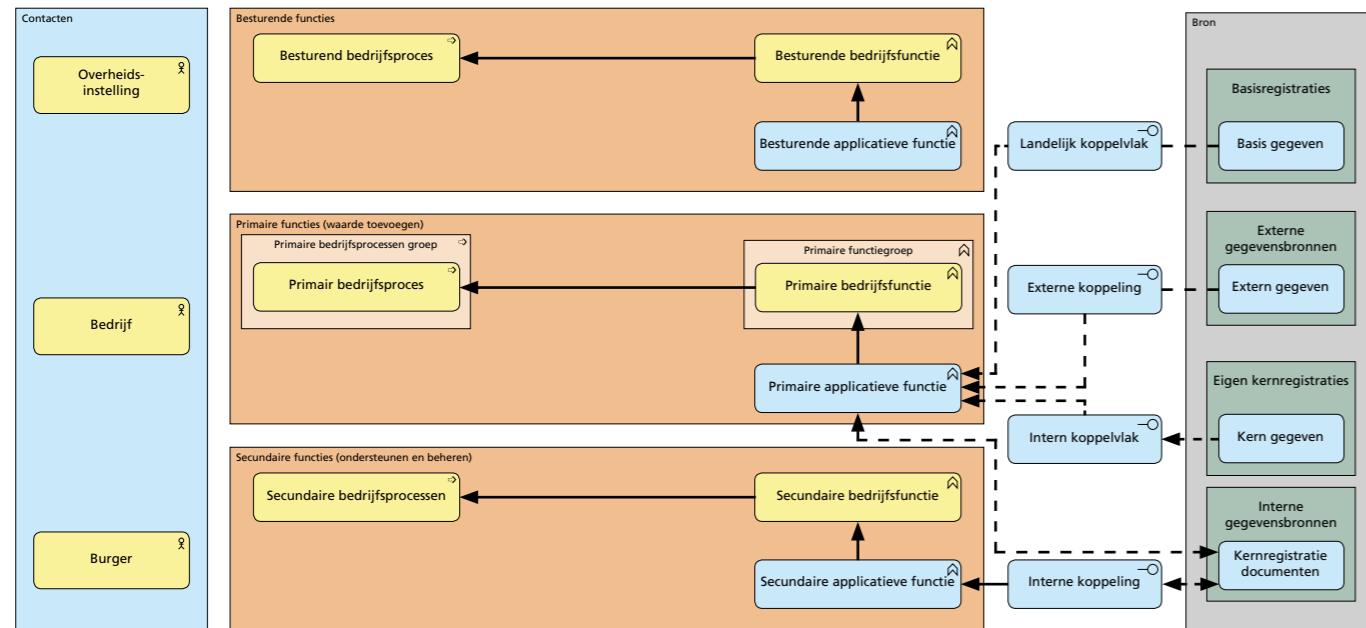 Contacten
Overheids-
instelling
Bedrijf
Burger
Besturende functies
Besturend bedrijfsproces
Besturende bedrijfsfunctie
Besturende applicatieve functie
Primaire functies (waarde toevoegen)
Primaire bedrijfsprocessen groep
Primair bedrijfsproces
Primaire functiegroep
Primaire bedrijfsfunctie
Primaire applicatieve functie
Secundaire functies (ondersteunen en beheren)
Secundaire bedrijfsprocessen
Secundaire bedrijfsfunctie
Secundaire applicatieve functie
Landelijk koppelvlak
Externe koppeling
Intern koppelvlak
Interne koppeling
Bron
Basisregistraties
Basis gegeven
Externe
gegevensbronnen
Extern gegeven
Eigen kernregistraties
Kern gegeven
Interne
gegevensbronnen
Kernregistratie
documenten